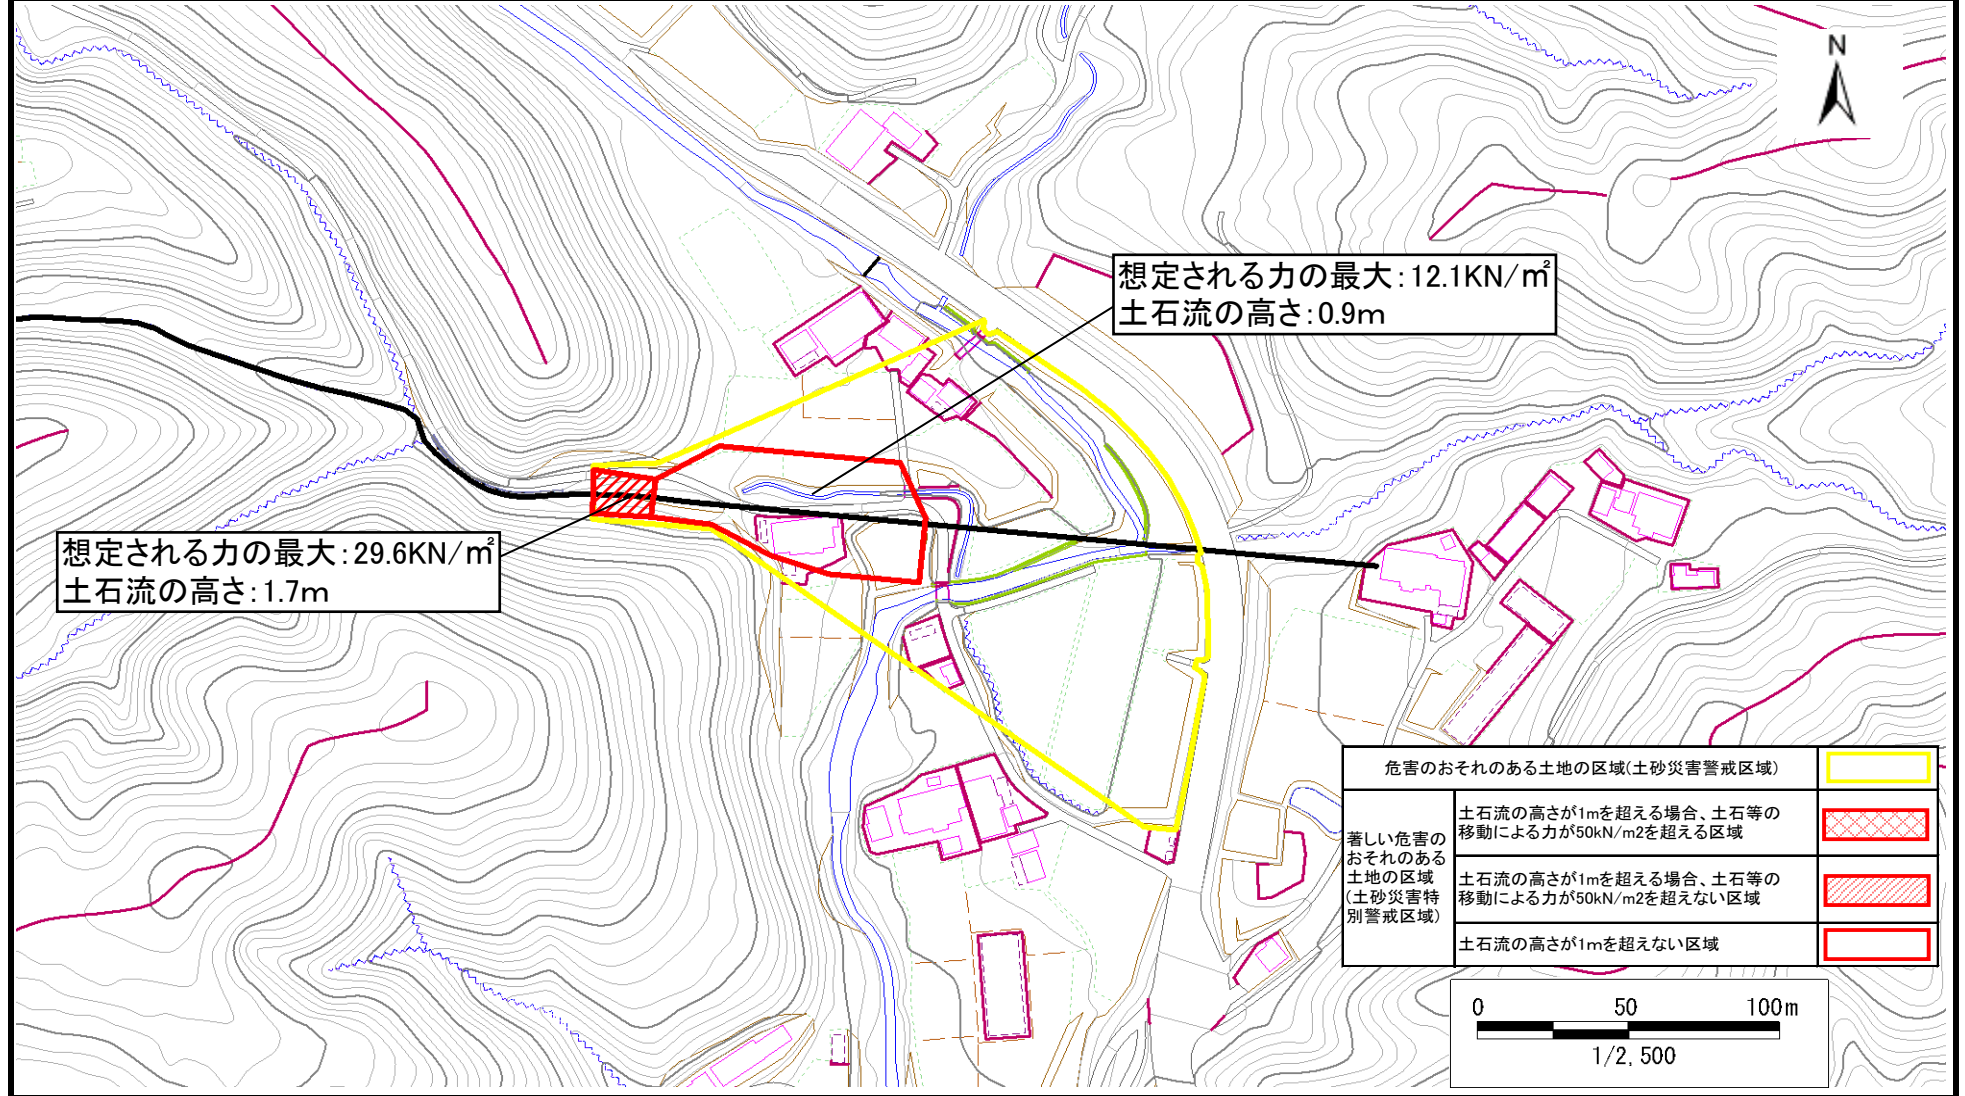 N
想定される力の最大:12.1KN/㎡
土石流の高さ:0.9m
想定される力の最大:29.6KN/㎡
土石流の高さ:1.7m
危害のおそれのある土地の区域(土砂災害警戒区域)
著しい危害の
おそれのある
土地の区域
(土砂災害特
別警戒区域)
土石流の高さが1mを超える場合、土石等の
移動による力が50kN/m2を超える区域
土石流の高さが1mを超える場合、土石等の
移動による力が50kN/m2を超えない区域
土石流の高さが1mを超えない区域
0 50 100m
1/2,500